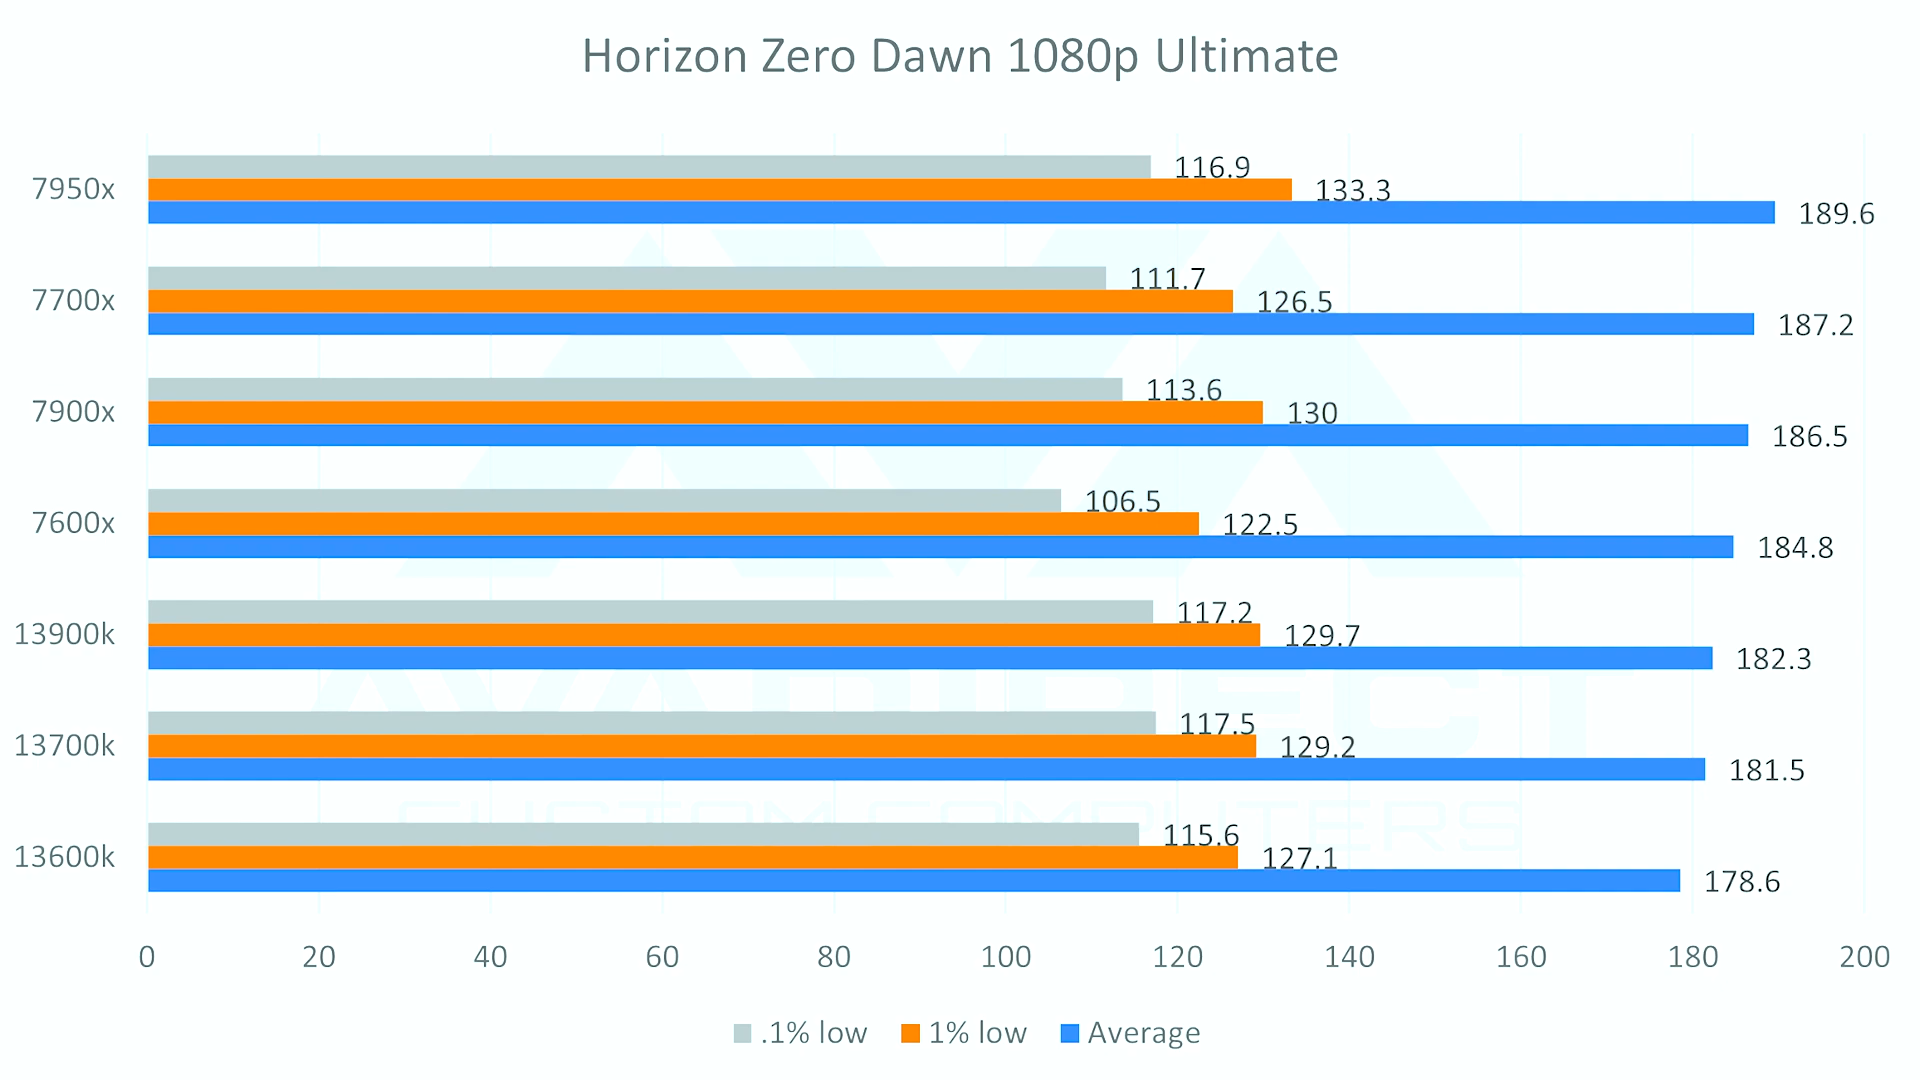 Horizon Zero Dawn 1080p Ultimate
7950x
116.9
133.3
189.6
7700x
111.7
126.5
187.2
7900x
113.6
130
186.5
7600x
106.5
122.5
184.8
13900k
117.2
129.7
182.3
13700k
117.5
129.2
181.5
13600k
115.6
127.1
178.6
AVADIRECT
CUSTOM COMPUTERS
0 20 40 60 80 100 120 140 160 180 200
.1% low 1% low Average